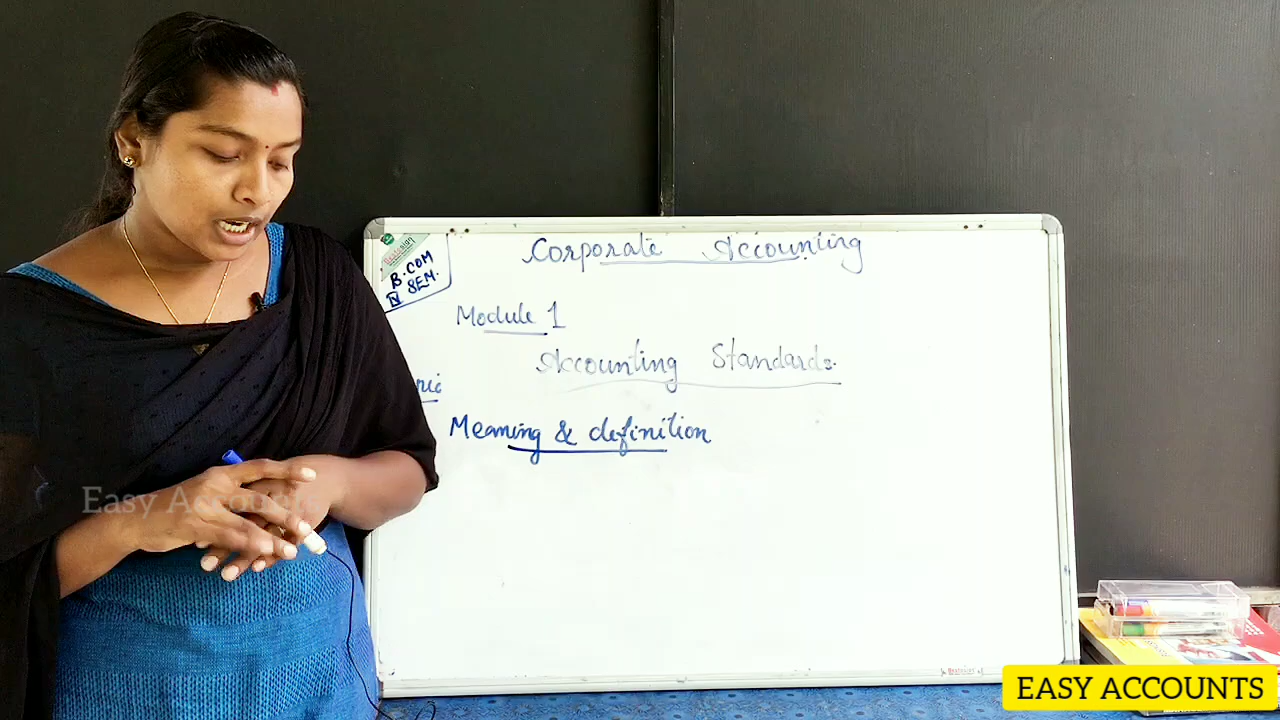 Corporate Accounting
B.COM
IV SEM.
Module 1
Accounting Standards.
Meaning & definition
Easy Accounts
EASY ACCOUNTS